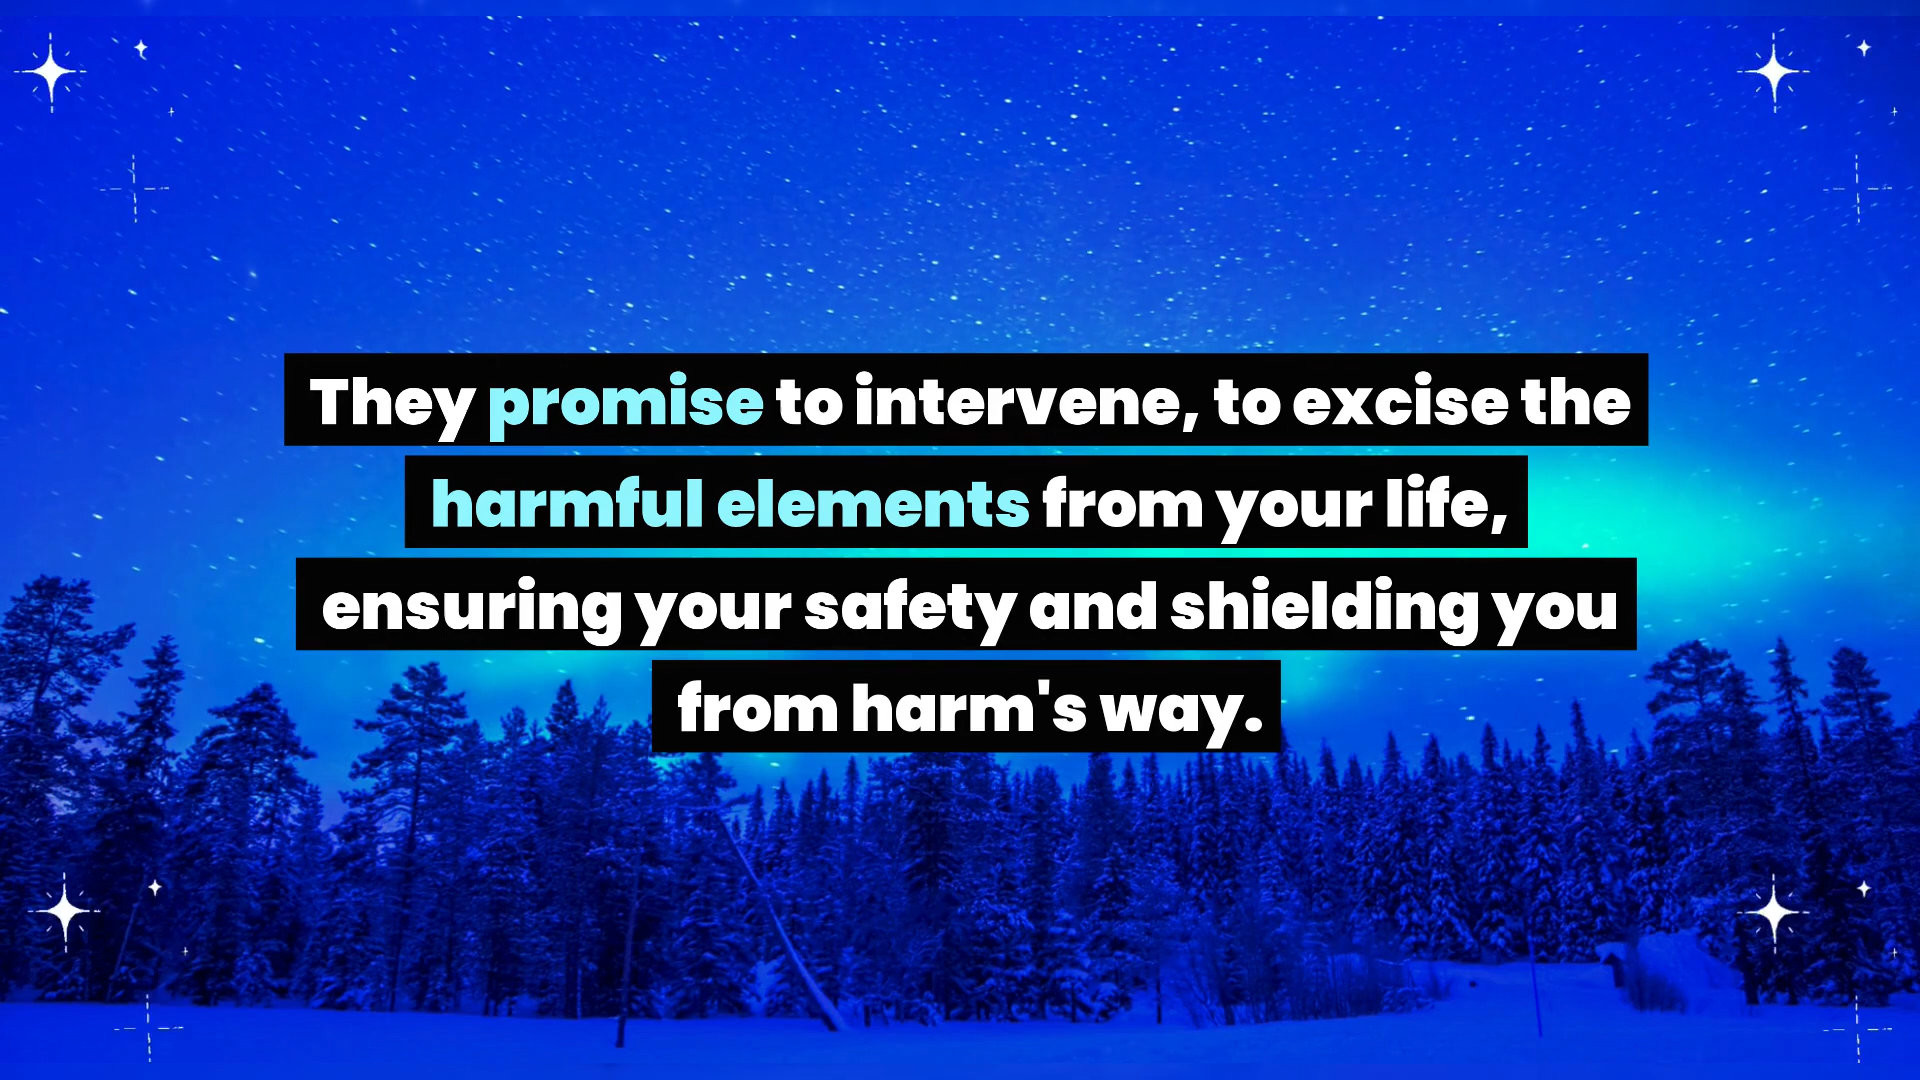 They promise to intervene, to excise the
harmful elements from your life,
ensuring your safety and shielding you
from harm's way.